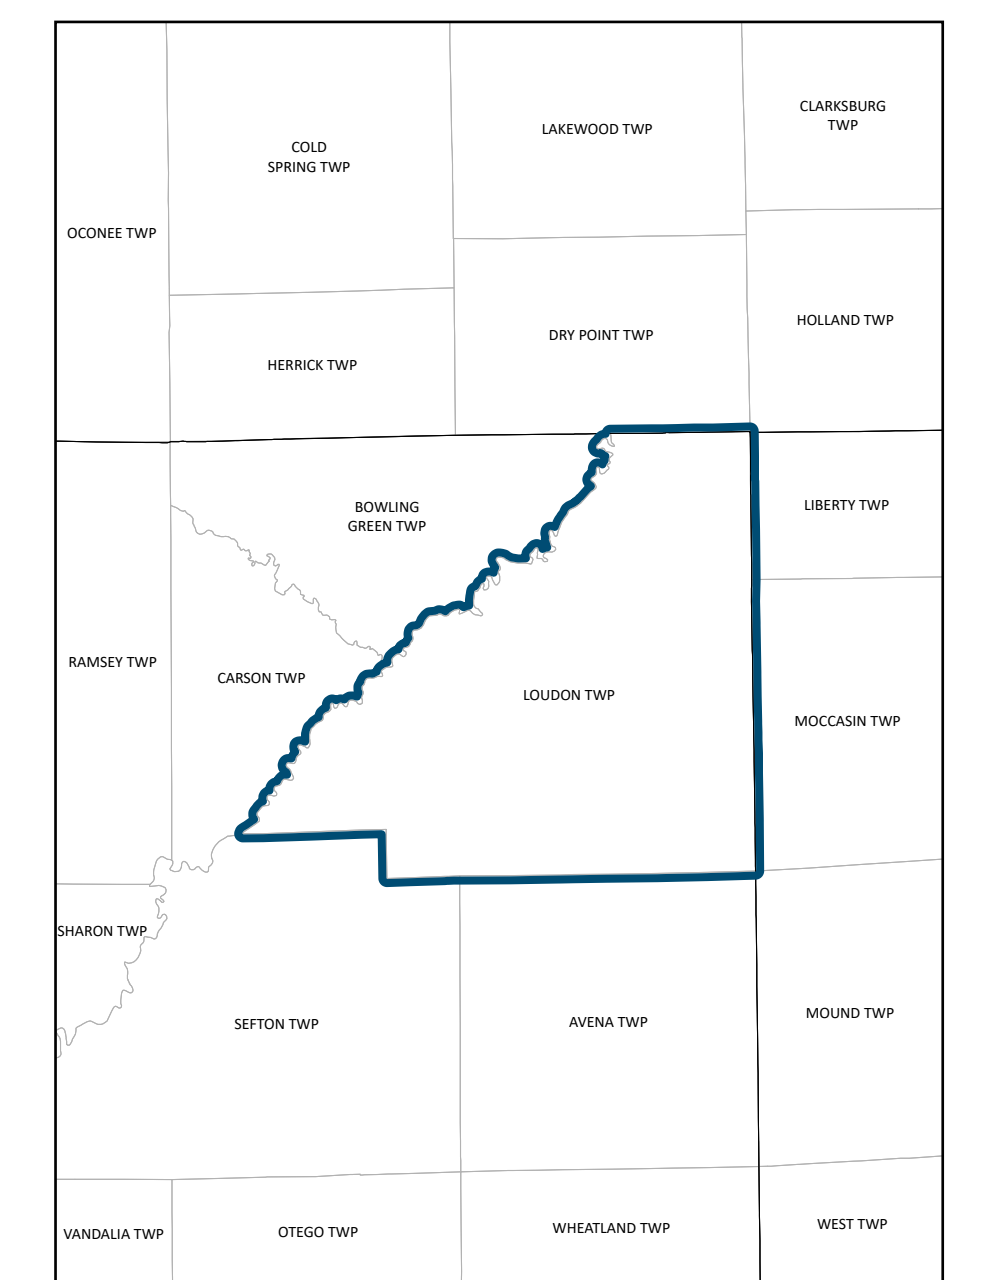 CLARKSBURG
TWP
LAKEWOOD TWP
COLD
SPRING TWP
OCONEE TWP
HOLLAND TWP
DRY POINT TWP
HERRICK TWP
LIBERTY TWP
BOWLING
GREEN TWP
RAMSEY TWP
CARSON TWP
LOUDON TWP
MOCCASIN TWP
SHARON TWP
SEFTON TWP
AVENA TWP
MOUND TWP
VANDALIA TWP
OTEGO TWP
WHEATLAND TWP
WEST TWP